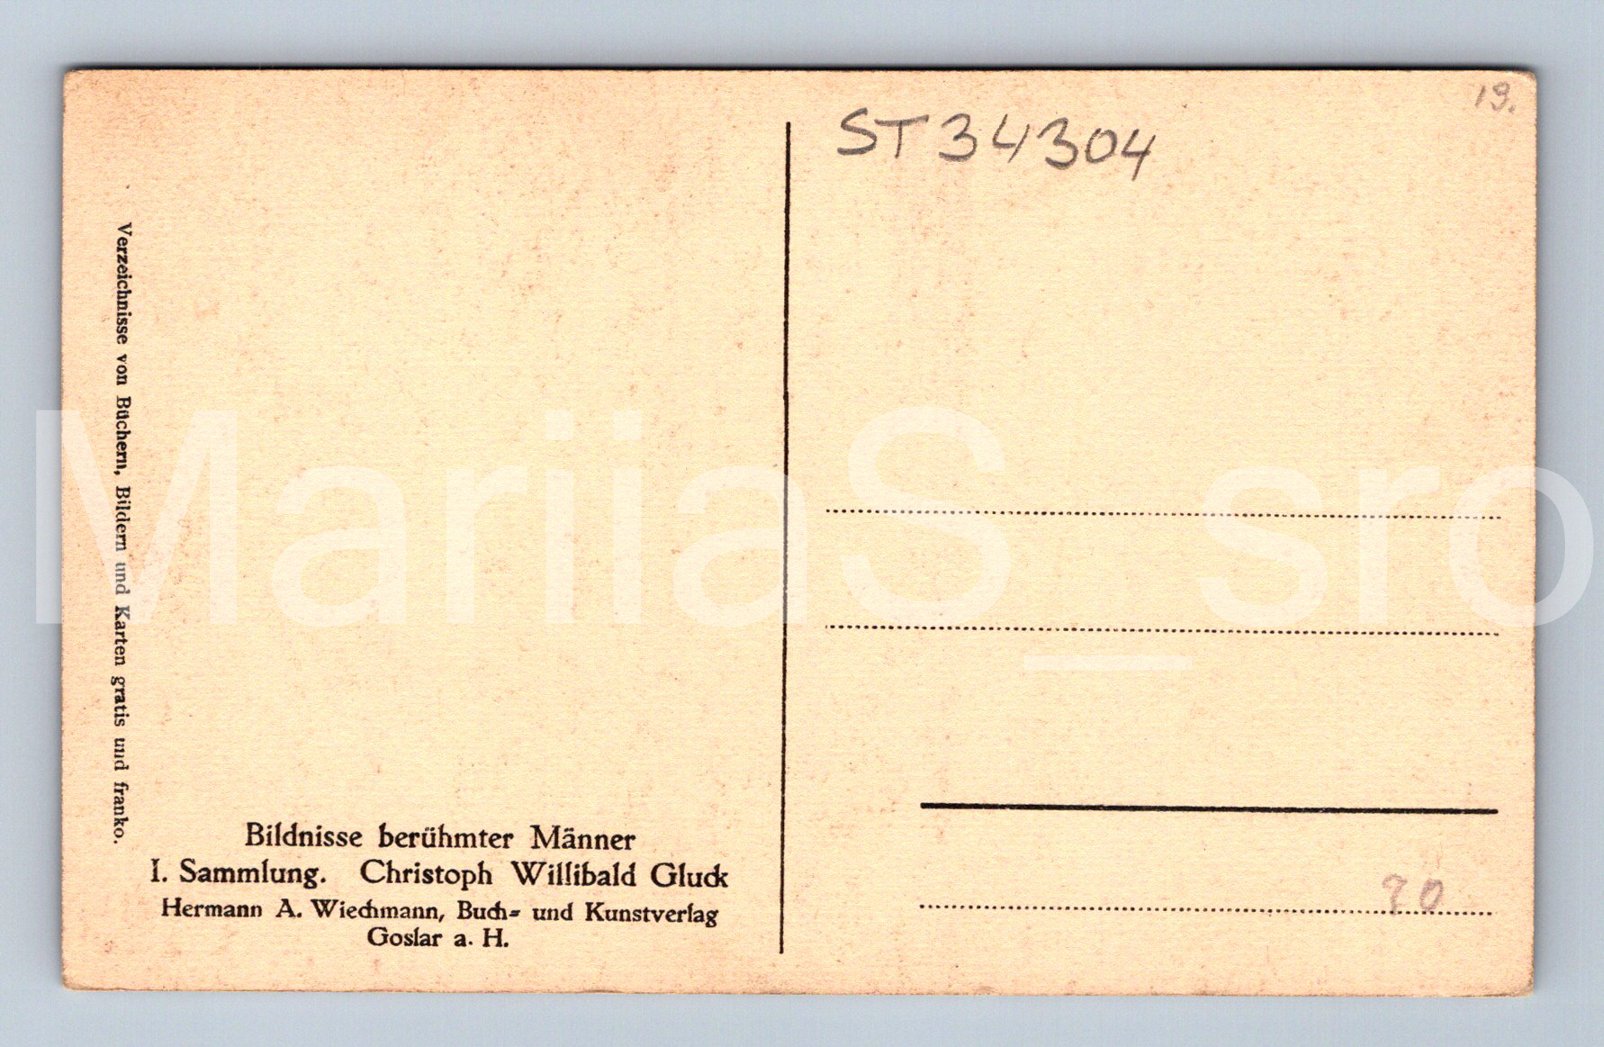 19.
ST34304
Verzeichnisse von Büchern, Bildern und Karten gratis und franko.
Bildnisse berühmter Männer
I. Sammlung. Christoph Willibald Gluck
Hermann A. Wiechmann, Buch- und Kunstverlag
Goslar a. H.
MariiaS_sro